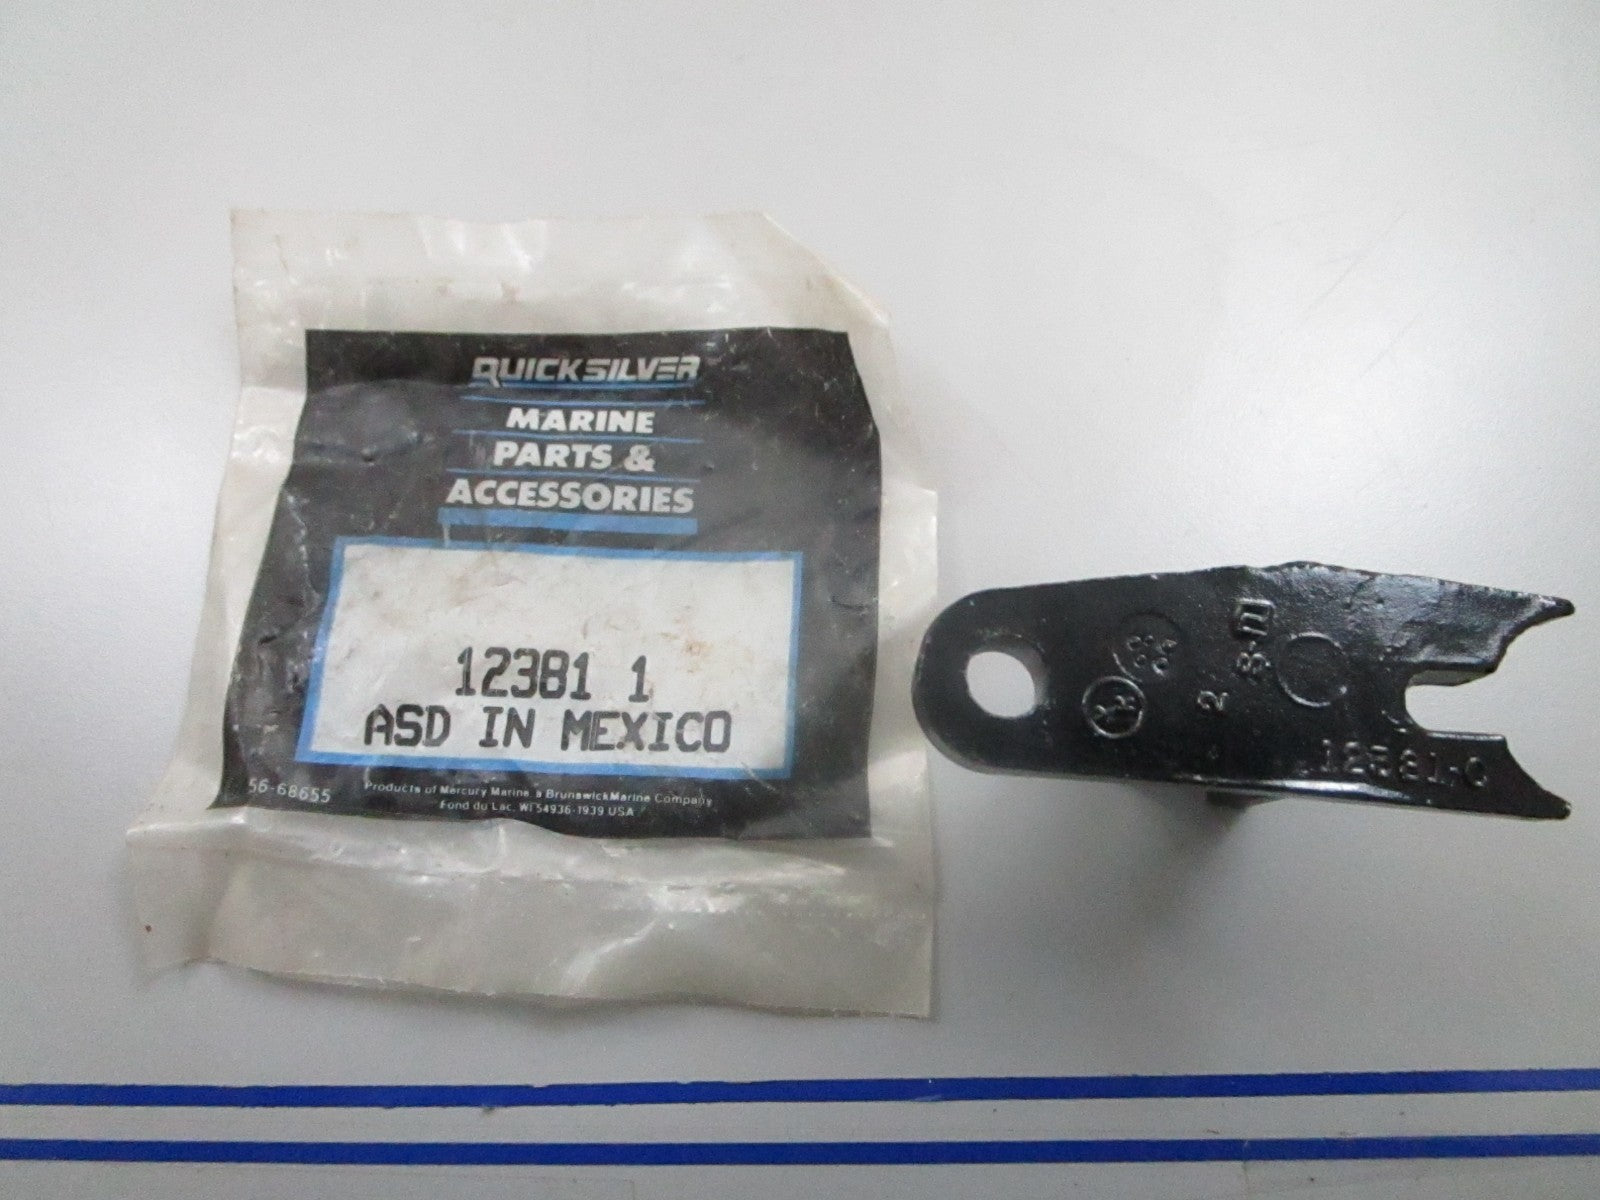 QUICKSILVER
MARINE
PARTS &
ACCESSORIES
12381 1
ASD IN MEXICO
56-68655
Products of Mercury Marine a Brunswick Marine Company
Fond du Lac, WI 54936-1939 USA
2
12381-C